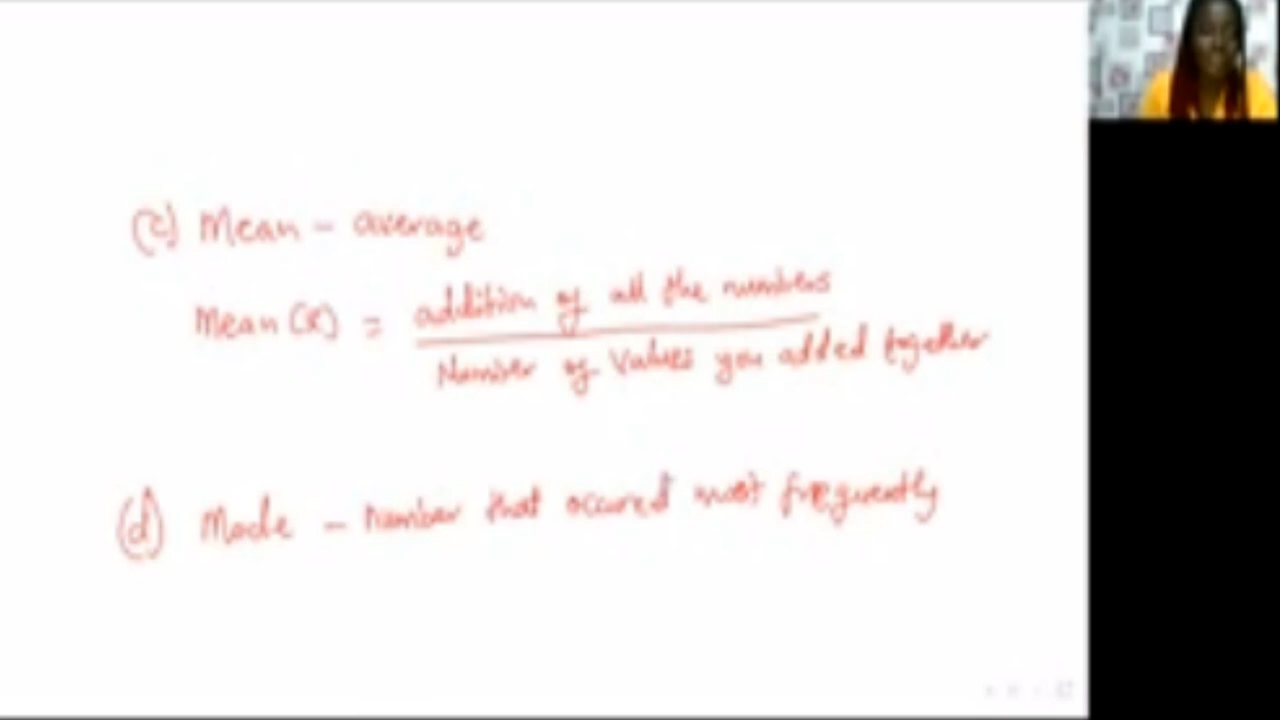 (c) Mean - average
Mean (x) = addition of all the numbers
Number of Values you added together
(d) Mode - Number that occured most frequently